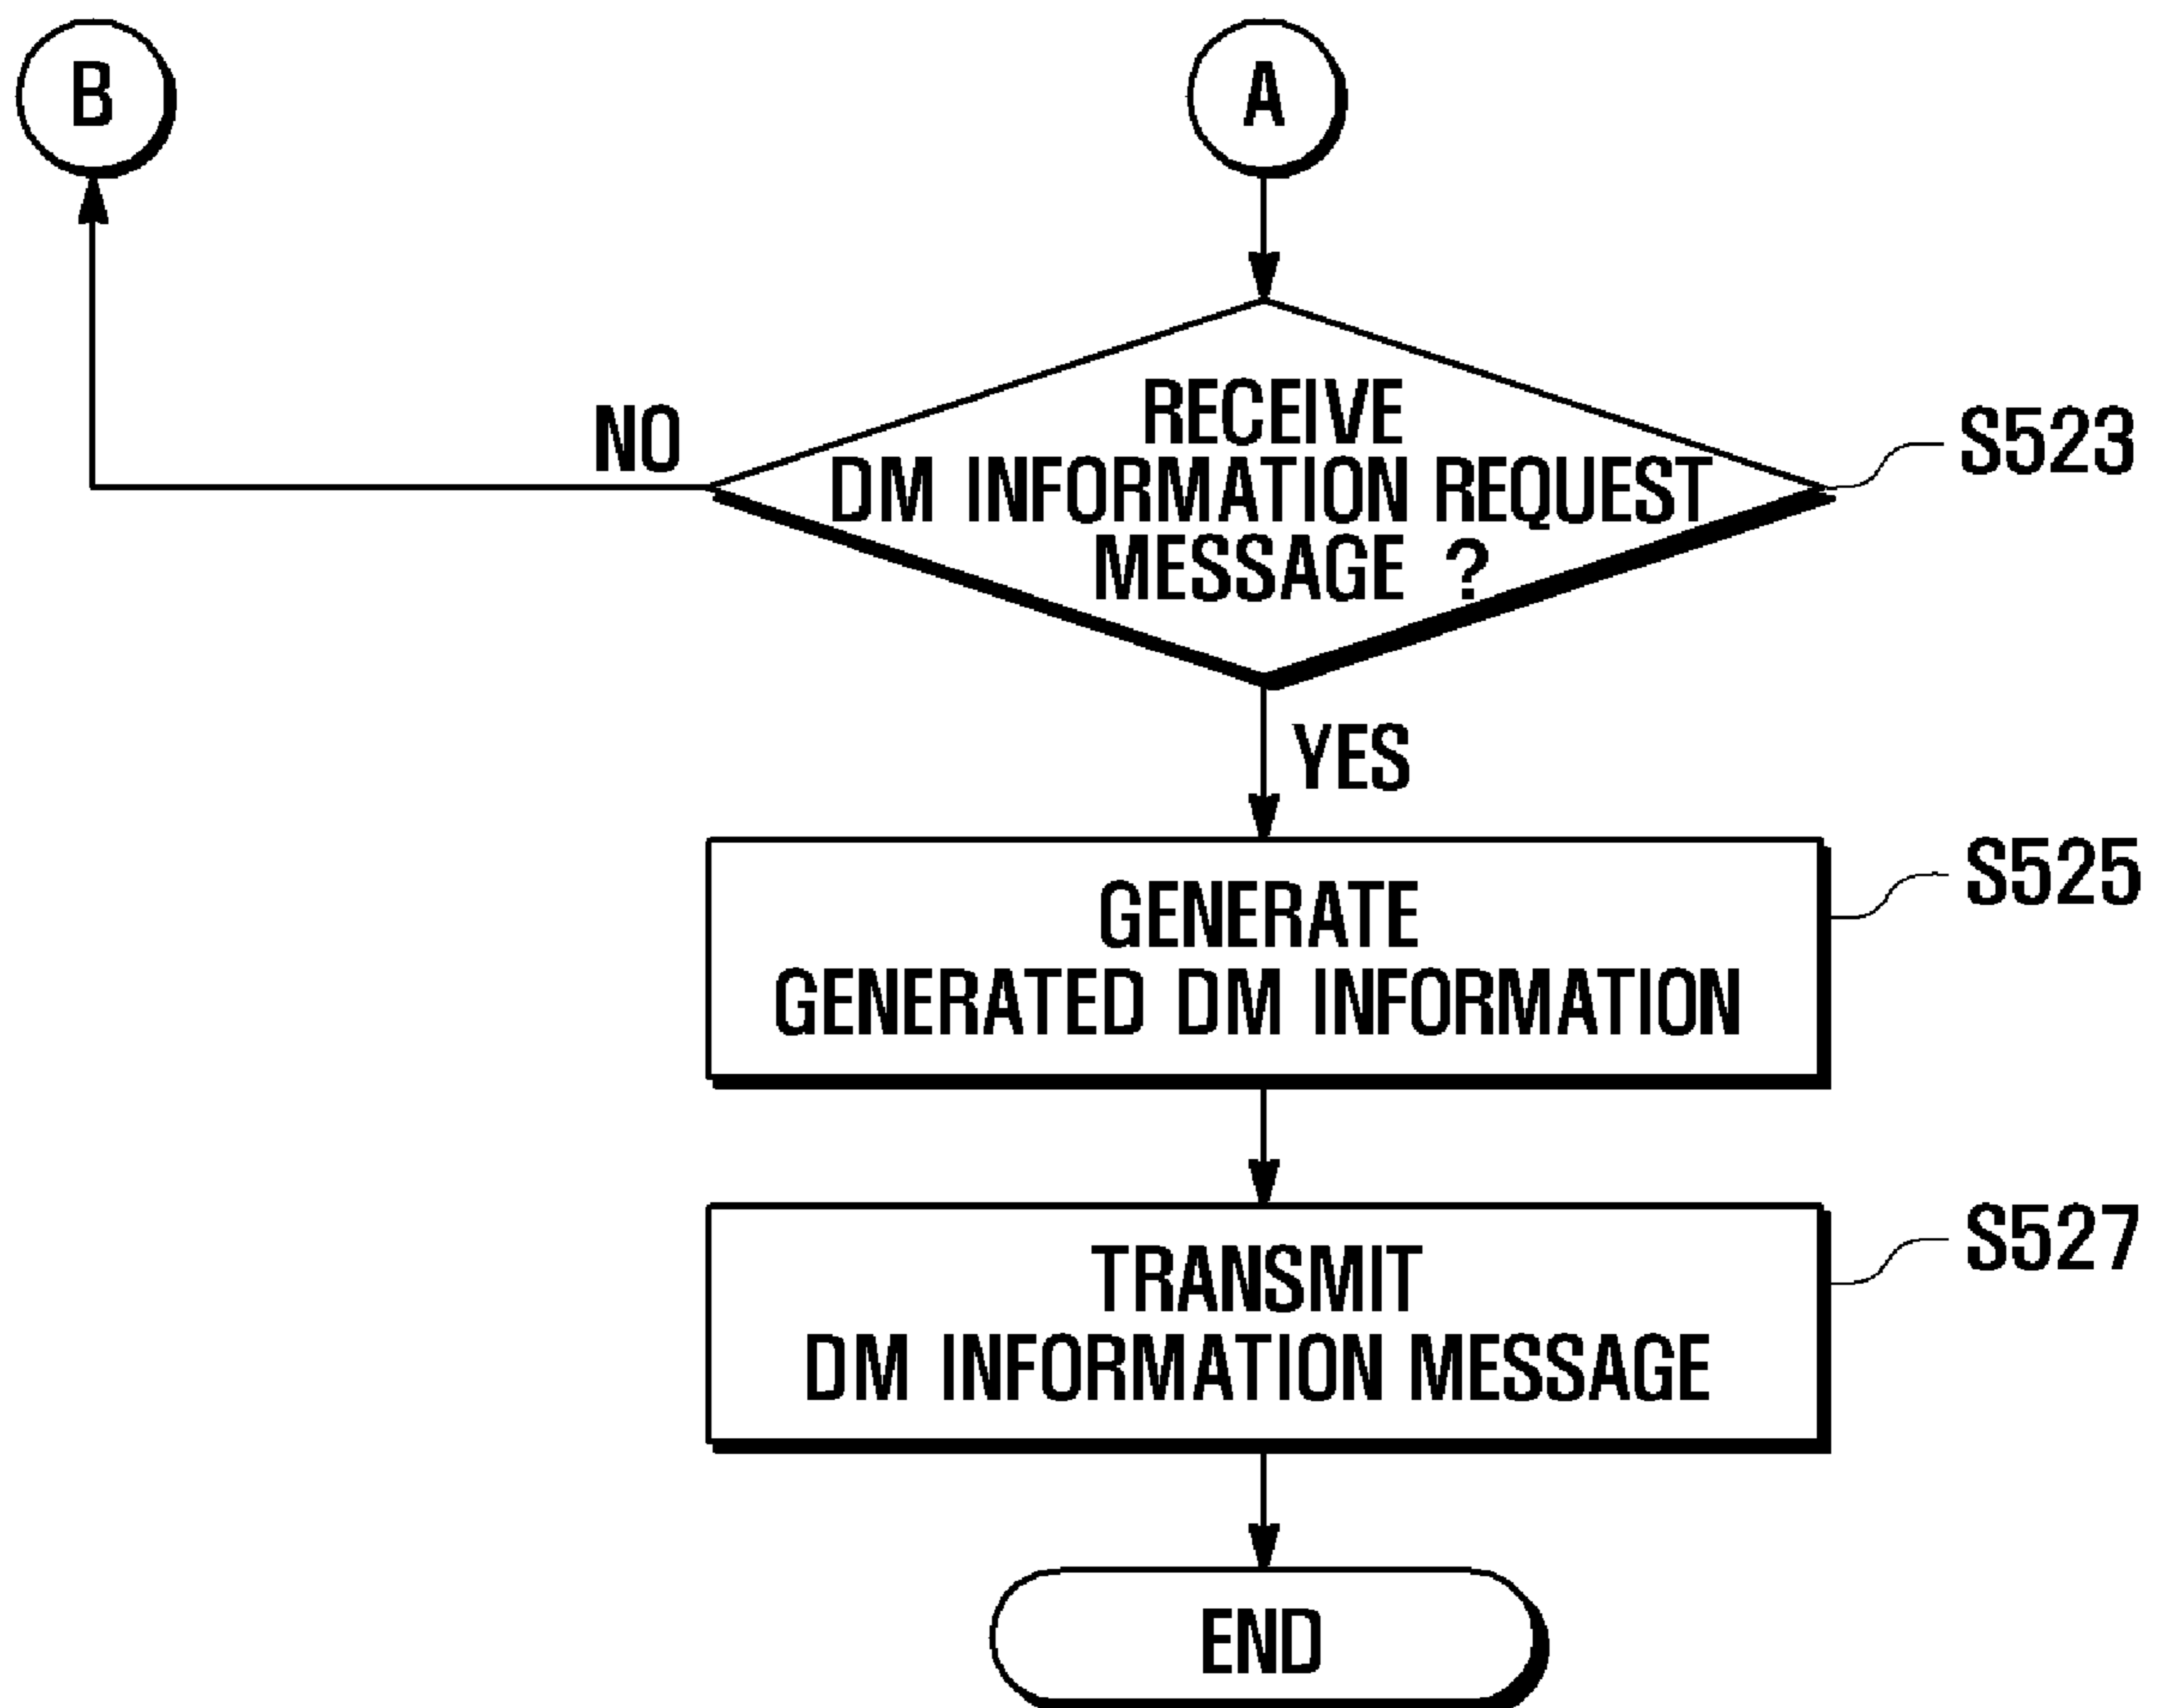 B
A
RECEIVE
DM INFORMATION REQUEST
MESSAGE ?
NO
S523
YES
GENERATE
GENERATED DM INFORMATION
S525
TRANSMIT
DM INFORMATION MESSAGE
S527
END